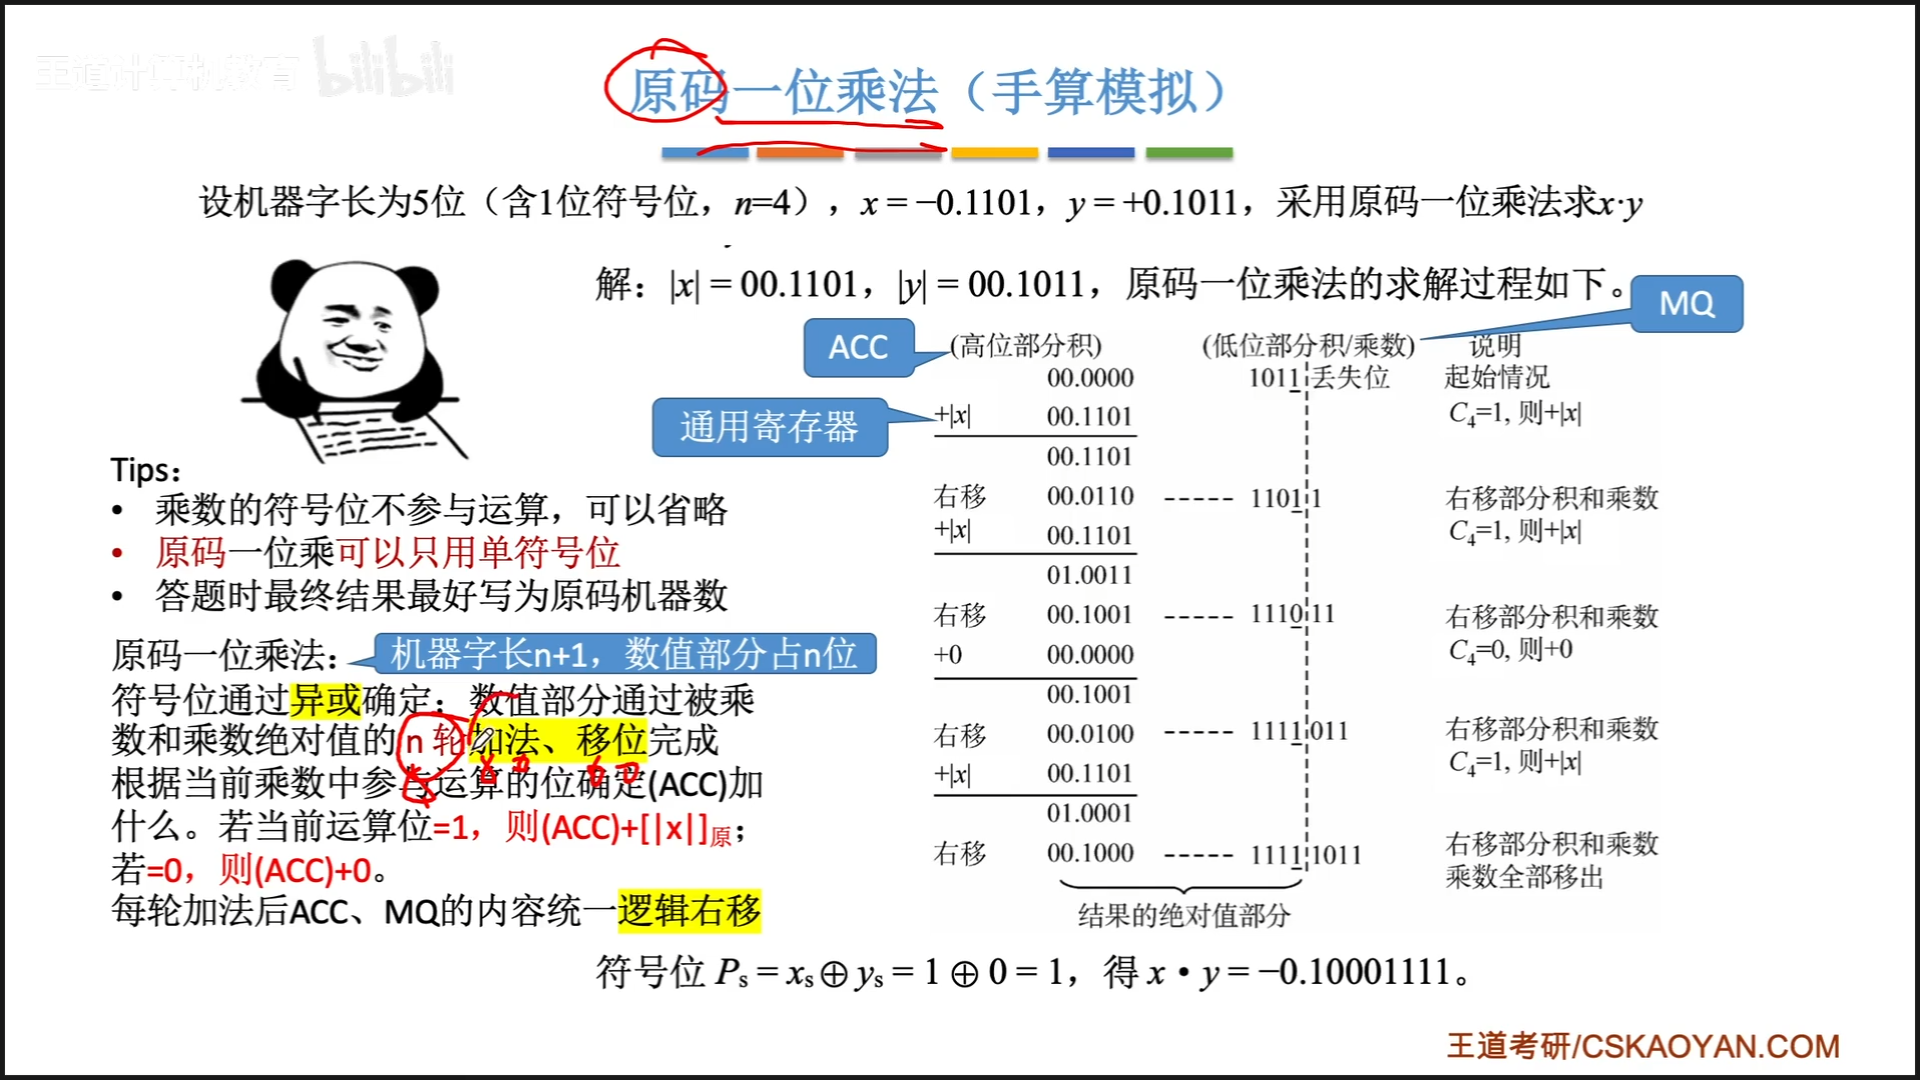 王道计算机教育 bilibili
原码一位乘法（手算模拟）
设机器字长为5位（含1位符号位，n=4），x = −0.1101，y = +0.1011，采用原码一位乘法求x·y
解：|x| = 00.1101，|y| = 00.1011，原码一位乘法的求解过程如下。
MQ
ACC
通用寄存器
(高位部分积) (低位部分积/乘数) 说明
00.0000 1011 丢失位 起始情况
+|x| 00.1101 C₄=1, 则+|x|
00.1101
右移 00.0110 ----- 1101 1 右移部分积和乘数
+|x| 00.1101 C₄=1, 则+|x|
01.0011
右移 00.1001 ----- 1110 11 右移部分积和乘数
+0 00.0000 C₄=0, 则+0
00.1001
右移 00.0100 ----- 1111 011 右移部分积和乘数
+|x| 00.1101 C₄=1, 则+|x|
01.0001
右移 00.1000 ----- 1111 1011 右移部分积和乘数
乘数全部移出
结果的绝对值部分
Tips：
• 乘数的符号位不参与运算，可以省略
• 原码一位乘可以只用单符号位
• 答题时最终结果最好写为原码机器数
原码一位乘法：
机器字长n+1，数值部分占n位
符号位通过异或确定；数值部分通过被乘
数和乘数绝对值的 n 轮加法、移位完成
根据当前乘数中参与运算的位确定(ACC)加
什么。若当前运算位=1，则(ACC)+[|x|]原；
若=0，则(ACC)+0。
每轮加法后ACC、MQ的内容统一逻辑右移
符号位 Pₛ = xₛ⊕yₛ = 1⊕0 = 1，得 x • y = −0.10001111。
王道考研/CSKAOYAN.COM